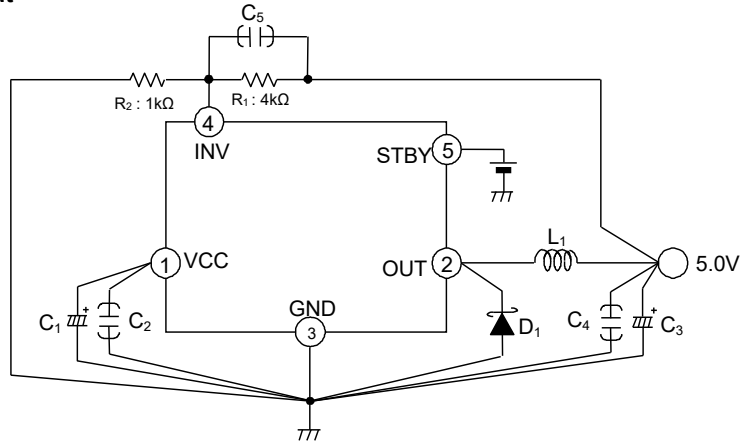 C5
R2 : 1kΩ
R1 : 4kΩ
4
INV
STBY
5
1
VCC
OUT
2
L1
5.0V
GND
3
C1
+
C2
D1
C4
+
C3